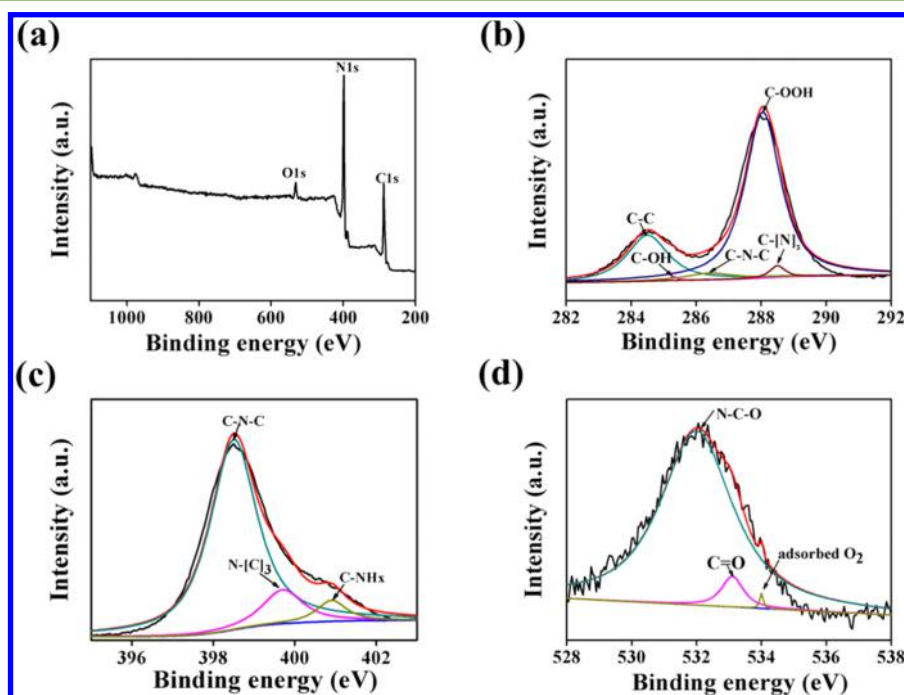 (a)
Intensity (a.u.)
N1s
O1s
C1s
1000 800 600 400 200
Binding energy (eV)
(b)
Intensity (a.u.)
C-OOH
C-C
C-OH
C-N-C
C-[N]3
282 284 286 288 290 292
Binding energy (eV)
(c)
Intensity (a.u.)
C-N-C
N-[C]3
C-NHx
396 398 400 402
Binding energy (eV)
(d)
Intensity (a.u.)
N-C-O
C=O
adsorbed O2
528 530 532 534 536 538
Binding energy (eV)